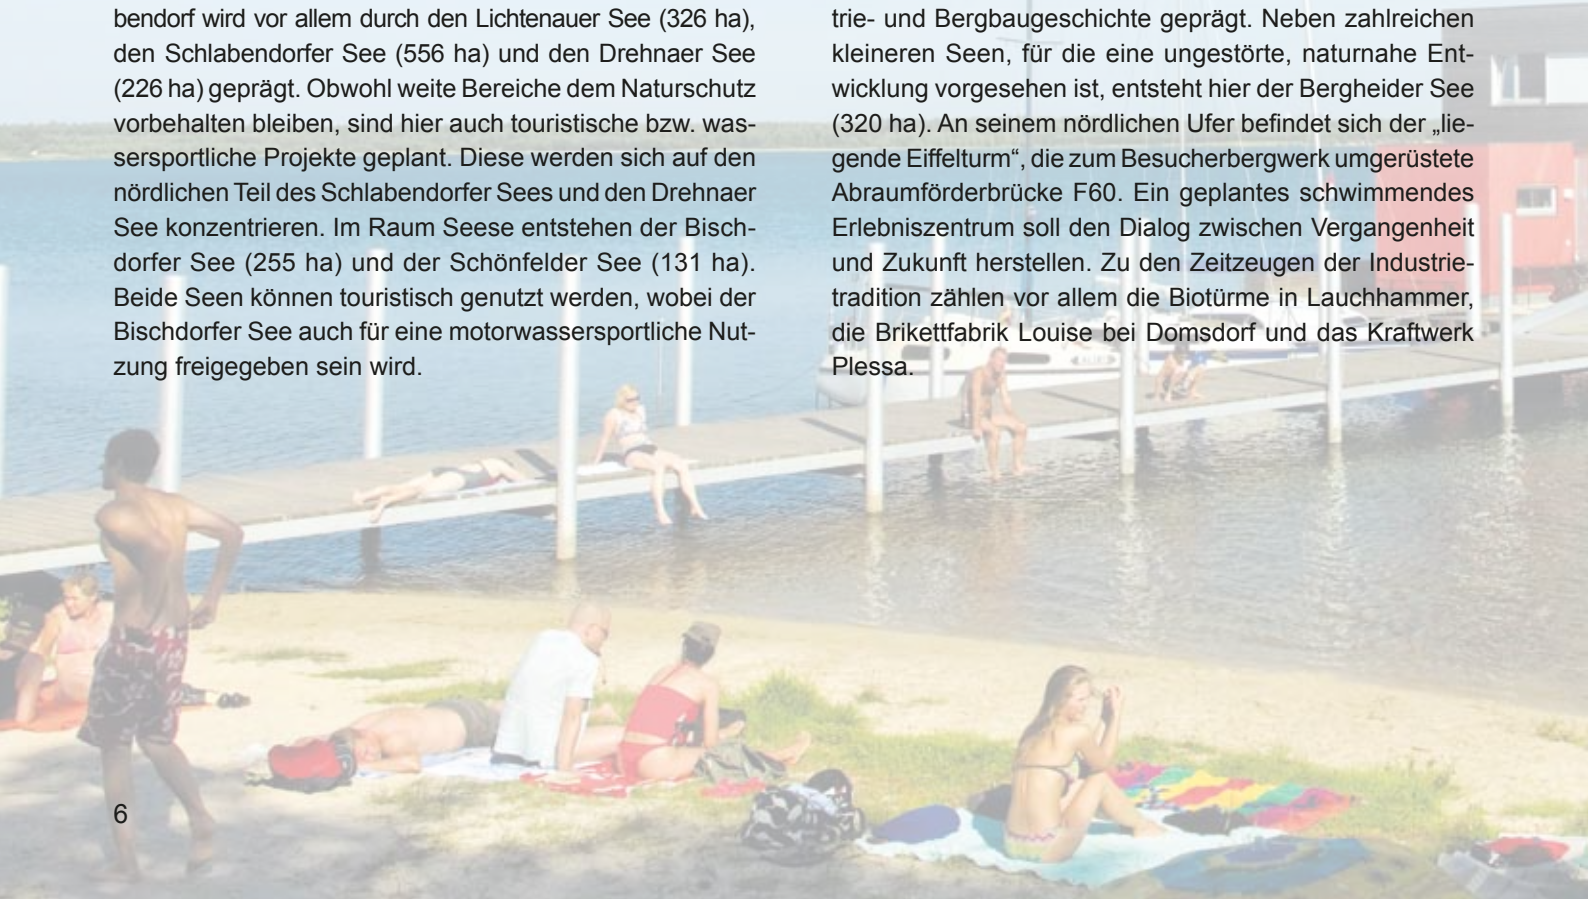 bendorf wird vor allem durch den Lichtenauer See (326 ha),
den Schlabendorfer See (556 ha) und den Drehnaer See
(226 ha) geprägt. Obwohl weite Bereiche dem Naturschutz
vorbehalten bleiben, sind hier auch touristische bzw. was-
sersportliche Projekte geplant. Diese werden sich auf den
nördlichen Teil des Schlabendorfer Sees und den Drehnaer
See konzentrieren. Im Raum Seese entstehen der Bisch-
dorfer See (255 ha) und der Schönfelder See (131 ha).
Beide Seen können touristisch genutzt werden, wobei der
Bischdorfer See auch für eine motorwassersportliche Nut-
zung freigegeben sein wird.
trie- und Bergbaugeschichte geprägt. Neben zahlreichen
kleineren Seen, für die eine ungestörte, naturnahe Ent-
wicklung vorgesehen ist, entsteht hier der Bergheider See
(320 ha). An seinem nördlichen Ufer befindet sich der „lie-
gende Eiffelturm“, die zum Besucherbergwerk umgerüstete
Abraumförderbrücke F60. Ein geplantes schwimmendes
Erlebniszentrum soll den Dialog zwischen Vergangenheit
und Zukunft herstellen. Zu den Zeitzeugen der Industrie-
tradition zählen vor allem die Biotürme in Lauchhammer,
die Brikettfabrik Louise bei Domsdorf und das Kraftwerk
Plessa.
6